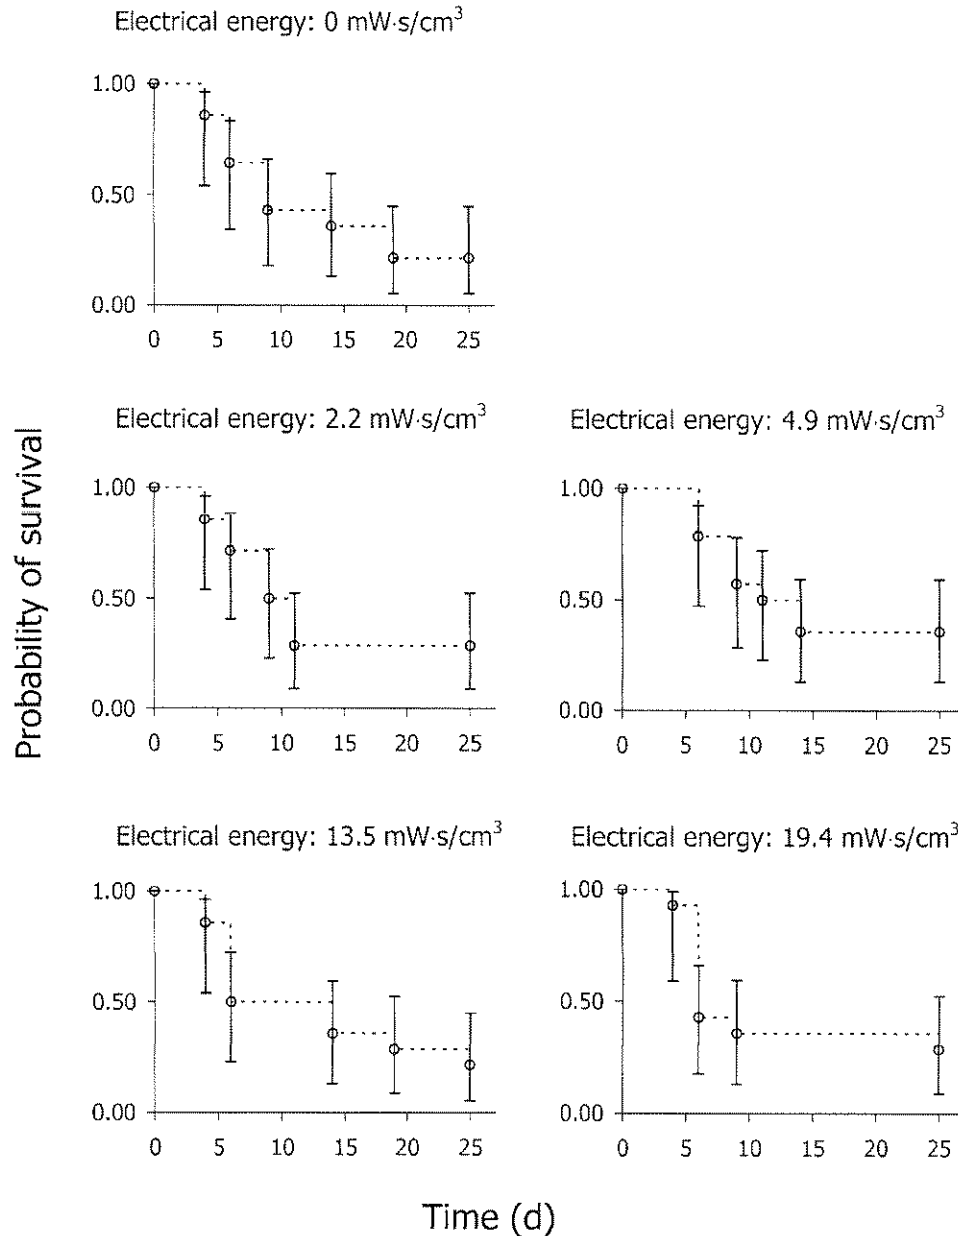 Electrical energy: 0 mW·s/cm³
1.00
0.50
0.00
0 5 10 15 20 25
Electrical energy: 2.2 mW·s/cm³
1.00
0.50
0.00
0 5 10 15 20 25
Electrical energy: 4.9 mW·s/cm³
1.00
0.50
0.00
0 5 10 15 20 25
Probability of survival
Electrical energy: 13.5 mW·s/cm³
1.00
0.50
0.00
0 5 10 15 20 25
Electrical energy: 19.4 mW·s/cm³
1.00
0.50
0.00
0 5 10 15 20 25
Time (d)